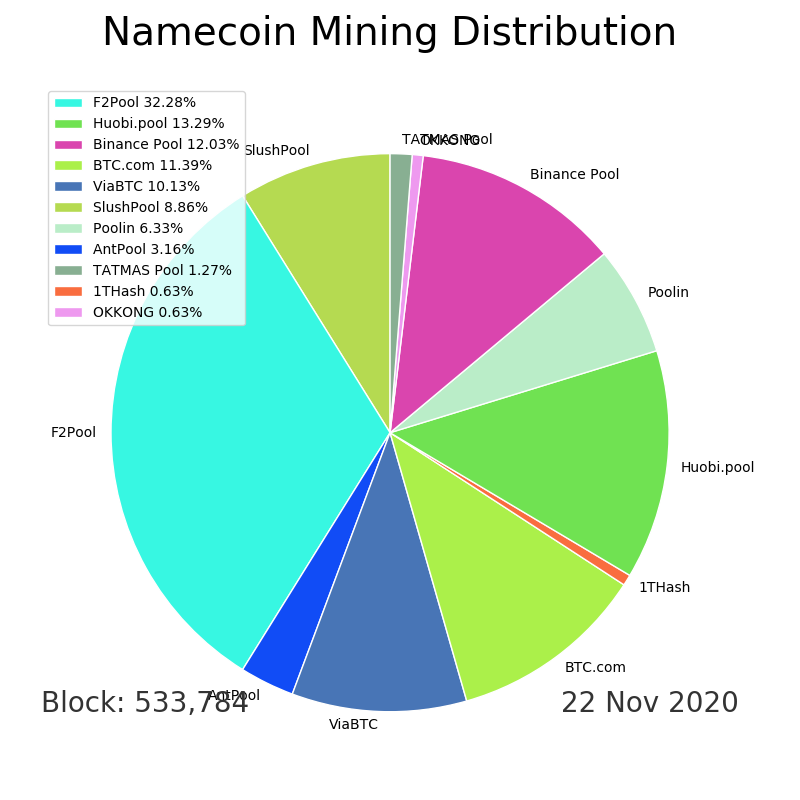 Namecoin Mining Distribution
F2Pool 32.28%
Huobi.pool 13.29%
Binance Pool 12.03%
BTC.com 11.39%
ViaBTC 10.13%
SlushPool 8.86%
Poolin 6.33%
AntPool 3.16%
TATMAS Pool 1.27%
1THash 0.63%
OKKONG 0.63%
TATMAS Pool
OKKONG
SlushPool
Binance Pool
Poolin
F2Pool
Huobi.pool
1THash
BTC.com
AntPool
ViaBTC
Block: 533,784
22 Nov 2020